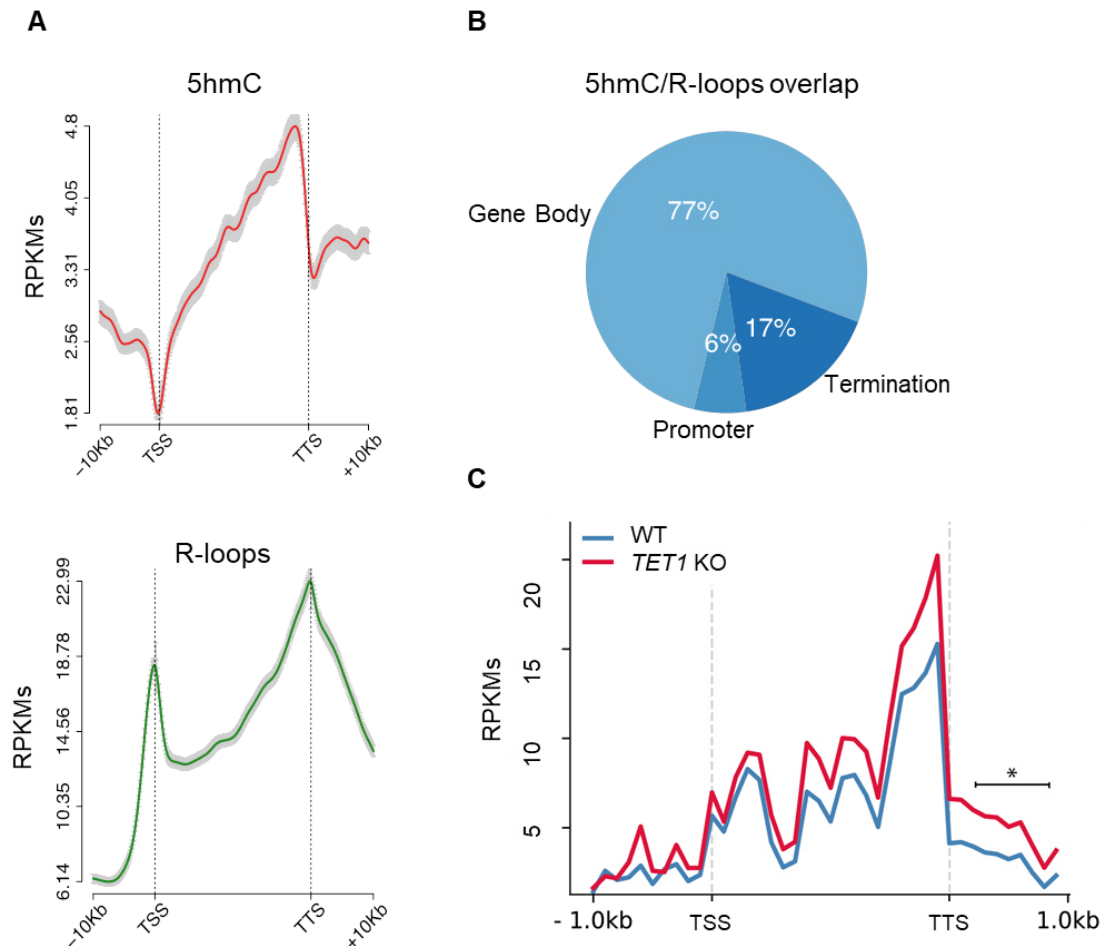 A
5hmC
RPKMs
4.8
4.05
3.31
2.56
1.81
−10Kb
TSS
TTS
+10Kb
R-loops
RPKMs
22.99
18.78
14.56
10.35
6.14
−10Kb
TSS
TTS
+10Kb
B
5hmC/R-loops overlap
Gene Body
77%
17%
6%
Termination
Promoter
C
WT
TET1 KO
RPKMs
20
15
10
5
*
- 1.0kb
TSS
TTS
1.0kb